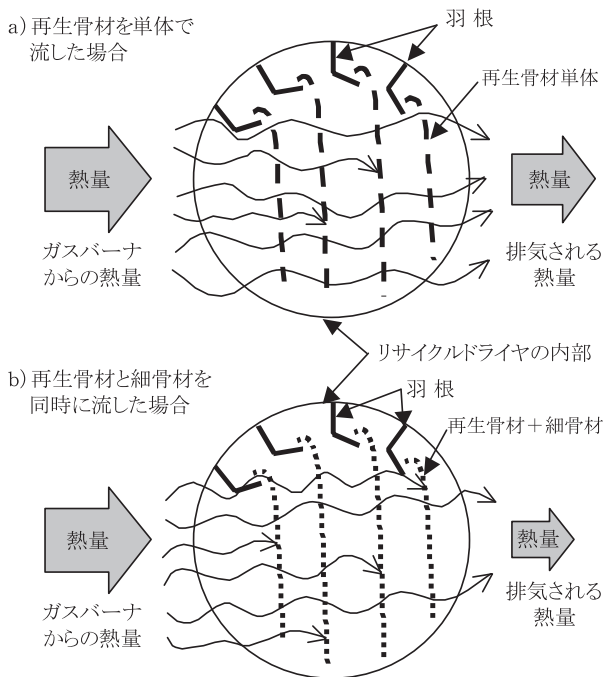 a) 再生骨材を単体で
流した場合
羽 根
再生骨材単体
熱量
熱量
ガスバーナ
からの熱量
排気される
熱量
リサイクルドライヤの内部
b) 再生骨材と細骨材を
同時に流した場合
羽 根
再生骨材＋細骨材
熱量
熱量
ガスバーナ
からの熱量
排気される
熱量